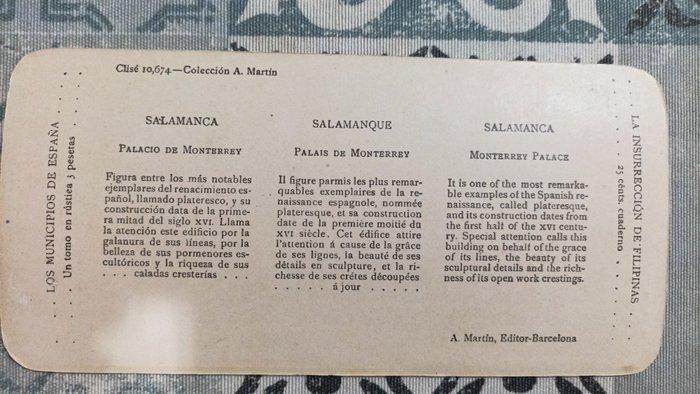 Clisé 10,674—Colección A. Martín
LOS MUNICIPIOS DE ESPAÑA
Un tomo en rústica 3 pesetas
SALAMANCA
PALACIO DE MONTERREY
Figura entre los más notables
ejemplares del renacimiento es-
pañol, llamado plateresco, y su
construcción data de la prime-
ra mitad del siglo XVI. Llama
la atención este edificio por la
galanura de sus líneas, por la
belleza de sus pormenores es-
cultóricos y la riqueza de sus
. . . caladas cresterías . . .
SALAMANQUE
PALAIS DE MONTERREY
Il figure parmis les plus remar-
quables exemplaires de la re-
naissance espagnole, nommée
plateresque, et sa construction
date de la première moitié du
XVI siècle. Cet édifice attire
l'attention á cause de la grâce
de ses lignes, la beauté de ses
détails en sculpture, et la ri-
chesse de ses crétes découpées
. . . . . á jour . . . . .
SALAMANCA
MONTERREY PALACE
It is one of the most remarka-
ble examples of the Spanish re-
naissance, called plateresque,
and its construction dates from
the first half of the XVI centu-
ry. Special attention calls this
building on behalf of the grace
of its lines, the beauty of its
sculptural details and the rich-
ness of its open work crestings.
A. Martín, Editor-Barcelona
LA INSURRECCIÓN DE FILIPINAS
25 cénts. cuaderno